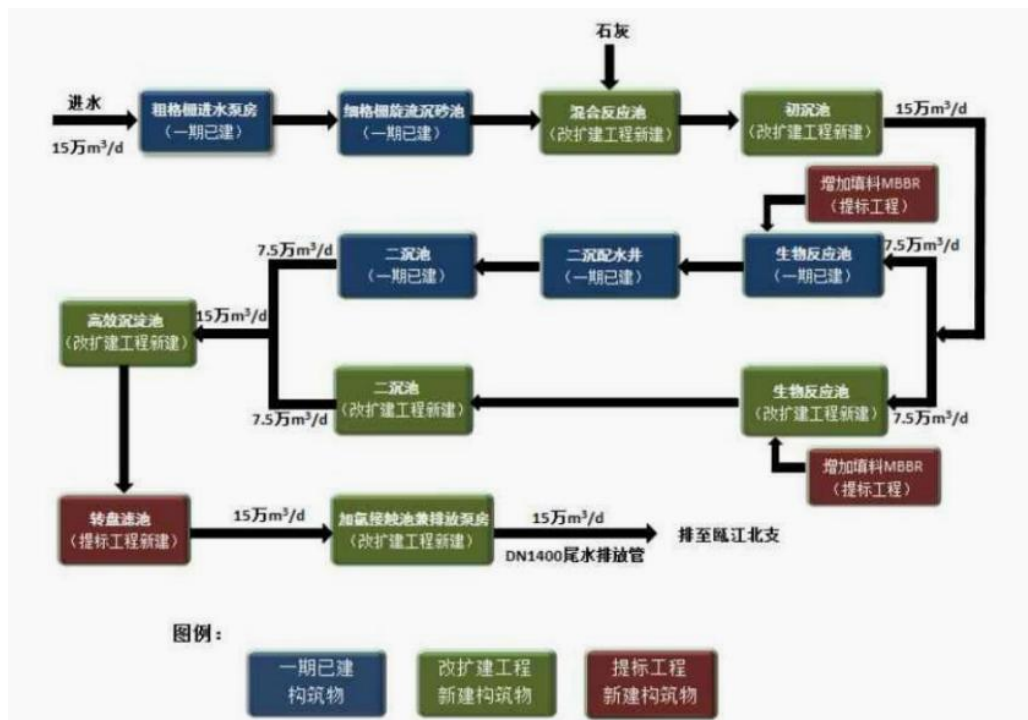 石灰
进水
15万m³/d
粗格栅进水泵房
（一期已建）
细格栅旋流沉砂池
（一期已建）
混合反应池
（改扩建工程新建）
初沉池
（改扩建工程新建）
15万m³/d
增加填料MBBR
（提标工程）
7.5万m³/d
二沉池
（一期已建）
二沉配水井
（一期已建）
生物反应池
（一期已建）
7.5万m³/d
高效沉淀池
（改扩建工程新建）
15万m³/d
二沉池
（改扩建工程新建）
生物反应池
（改扩建工程新建）
7.5万m³/d
7.5万m³/d
增加填料MBBR
（提标工程）
转盘滤池
（提标工程新建）
15万m³/d
加氯接触池兼排放泵房
（改扩建工程新建）
15万m³/d
DN1400尾水排放管
排至瓯江北支
图例：
一期已建
构筑物
改扩建工程
新建构筑物
提标工程
新建构筑物